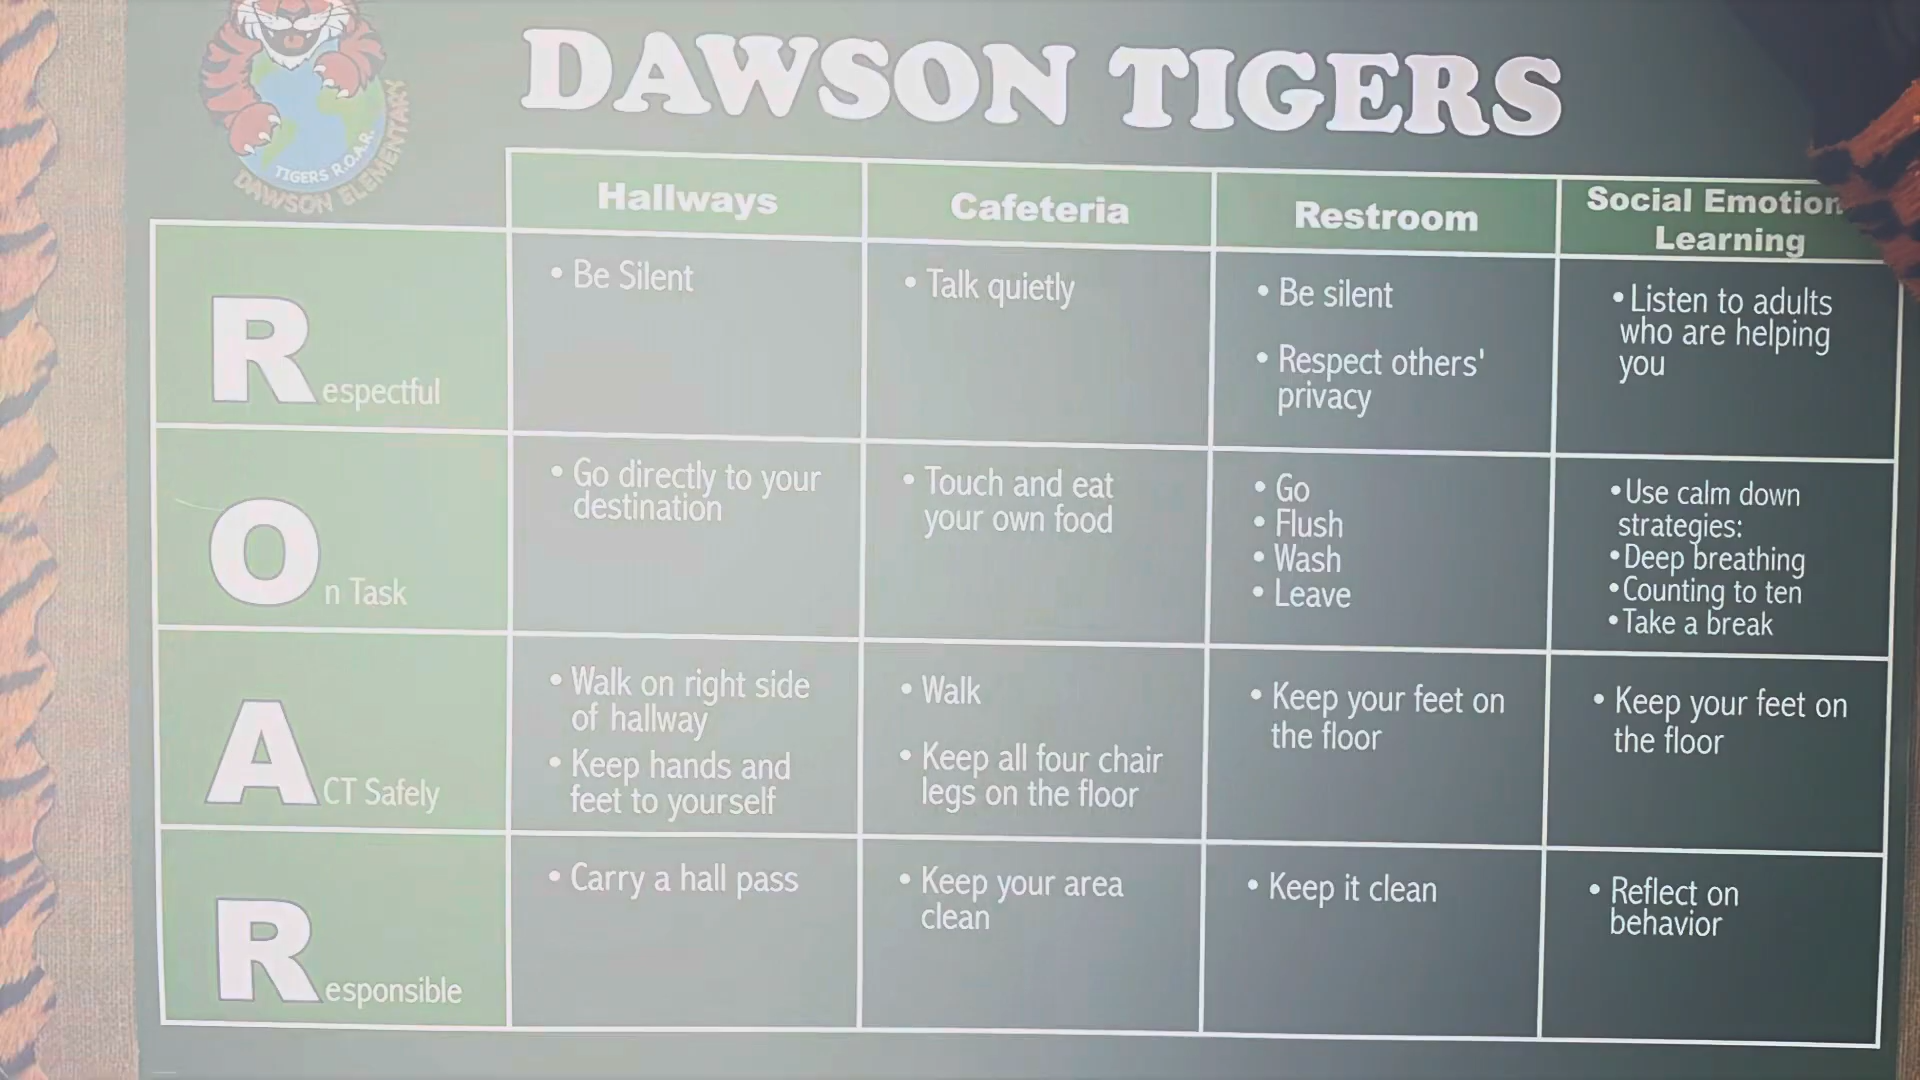 TIGERS R.O.A.R.
DAWSON ELEMENTARY
DAWSON TIGERS
Hallways
Cafeteria
Restroom
Social Emotion
Learning
Respectful
• Be Silent
• Talk quietly
• Be silent
• Respect others'
privacy
• Listen to adults
who are helping
you
On Task
• Go directly to your
destination
• Touch and eat
your own food
• Go
• Flush
• Wash
• Leave
• Use calm down
strategies:
• Deep breathing
• Counting to ten
• Take a break
ACT Safely
• Walk on right side
of hallway
• Keep hands and
feet to yourself
• Walk
• Keep all four chair
legs on the floor
• Keep your feet on
the floor
• Keep your feet on
the floor
Responsible
• Carry a hall pass
• Keep your area
clean
• Keep it clean
• Reflect on
behavior